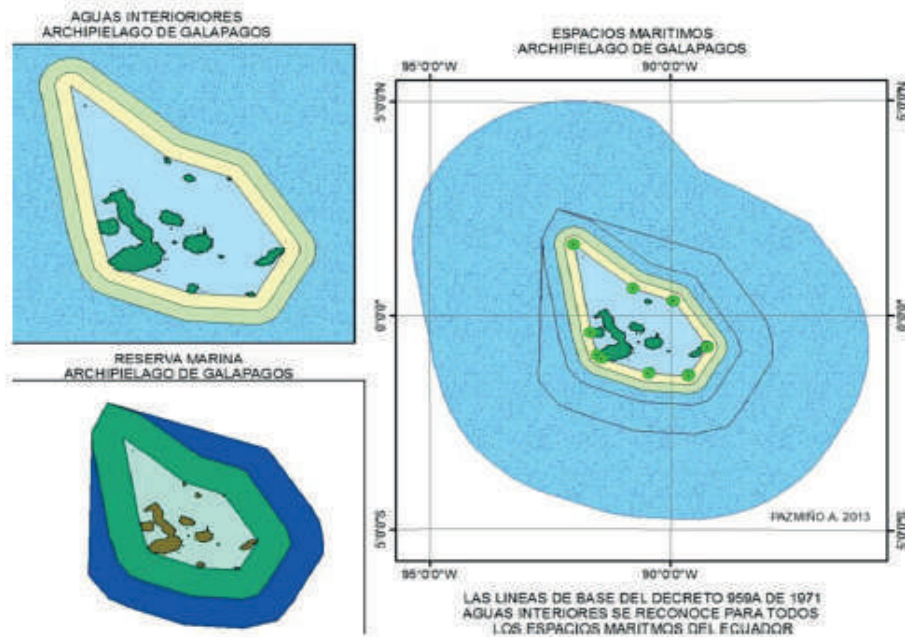 AGUAS INTERIORIORES
ARCHIPIELAGO DE GALAPAGOS
RESERVA MARINA
ARCHIPIELAGO DE GALAPAGOS
ESPACIOS MARITIMOS
ARCHIPIELAGO DE GALAPAGOS
95°0'0"W 90°0'0"W
5°0'0"N 5°0'0"N
0°0'0" 0°0'0"
5°0'0"S 5°0'0"S
PAZMIÑO A. 2013
95°0'0"W 90°0'0"W
LAS LINEAS DE BASE DEL DECRETO 959A DE 1971
AGUAS INTERIORES SE RECONOCE PARA TODOS
LOS ESPACIOS MARITMOS DEL ECUADOR